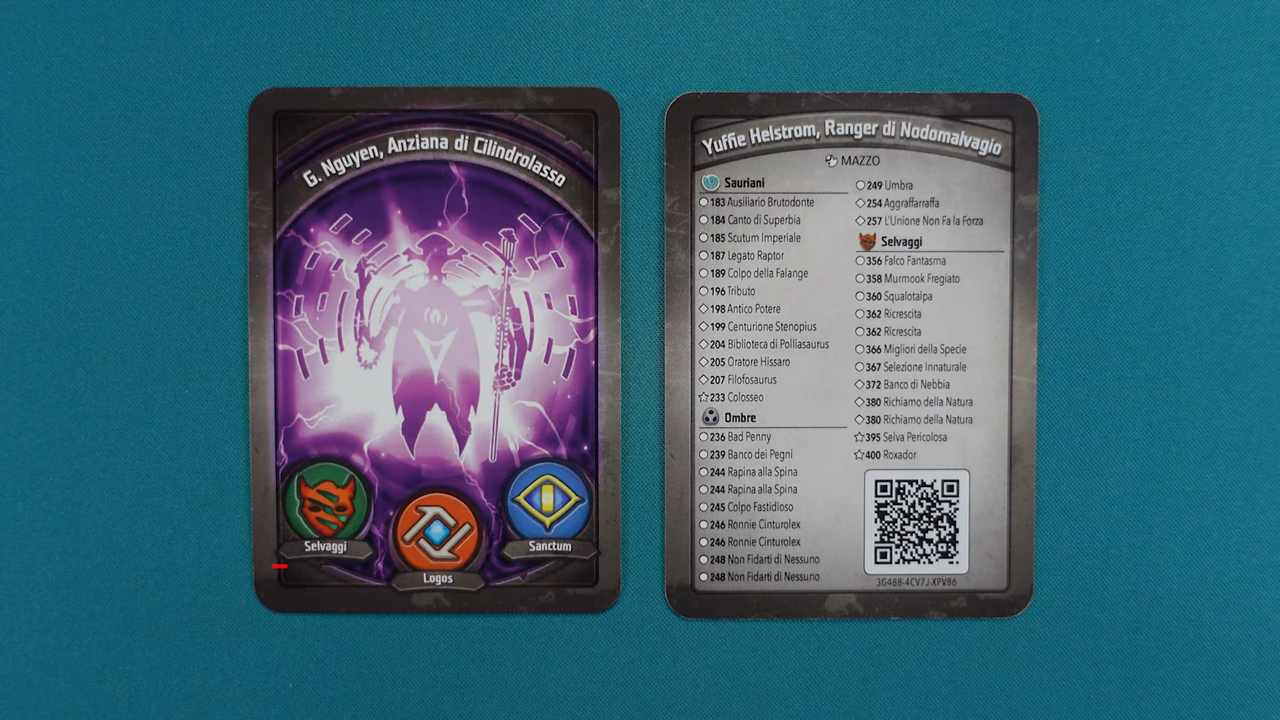 G. Nguyen, Anziana di Cilindrolasso
Selvaggi
Logos
Sanctum
Yuffie Helstrom, Ranger di Nodomalvagio
MAZZO
Sauriani
183 Ausiliario Brutodonte
184 Canto di Superbia
185 Scutum Imperiale
187 Legato Raptor
189 Colpo della Falange
196 Tributo
198 Antico Potere
199 Centurione Stenopius
204 Biblioteca di Polliasaurus
205 Oratore Hissaro
207 Filofosaurus
233 Colosseo
Ombre
236 Bad Penny
239 Banco dei Pegni
244 Rapina alla Spina
244 Rapina alla Spina
245 Colpo Fastidioso
246 Ronnie Cinturolex
246 Ronnie Cinturolex
248 Non Fidarti di Nessuno
248 Non Fidarti di Nessuno
249 Umbra
254 Aggraffarraffa
257 L'Unione Non Fa la Forza
Selvaggi
356 Falco Fantasma
358 Murmook Fregiato
360 Squalotalpa
362 Ricrescita
362 Ricrescita
366 Migliori della Specie
367 Selezione Innaturale
372 Banco di Nebbia
380 Richiamo della Natura
380 Richiamo della Natura
395 Selva Pericolosa
400 Roxador
3G488-4CV7J-XPV86